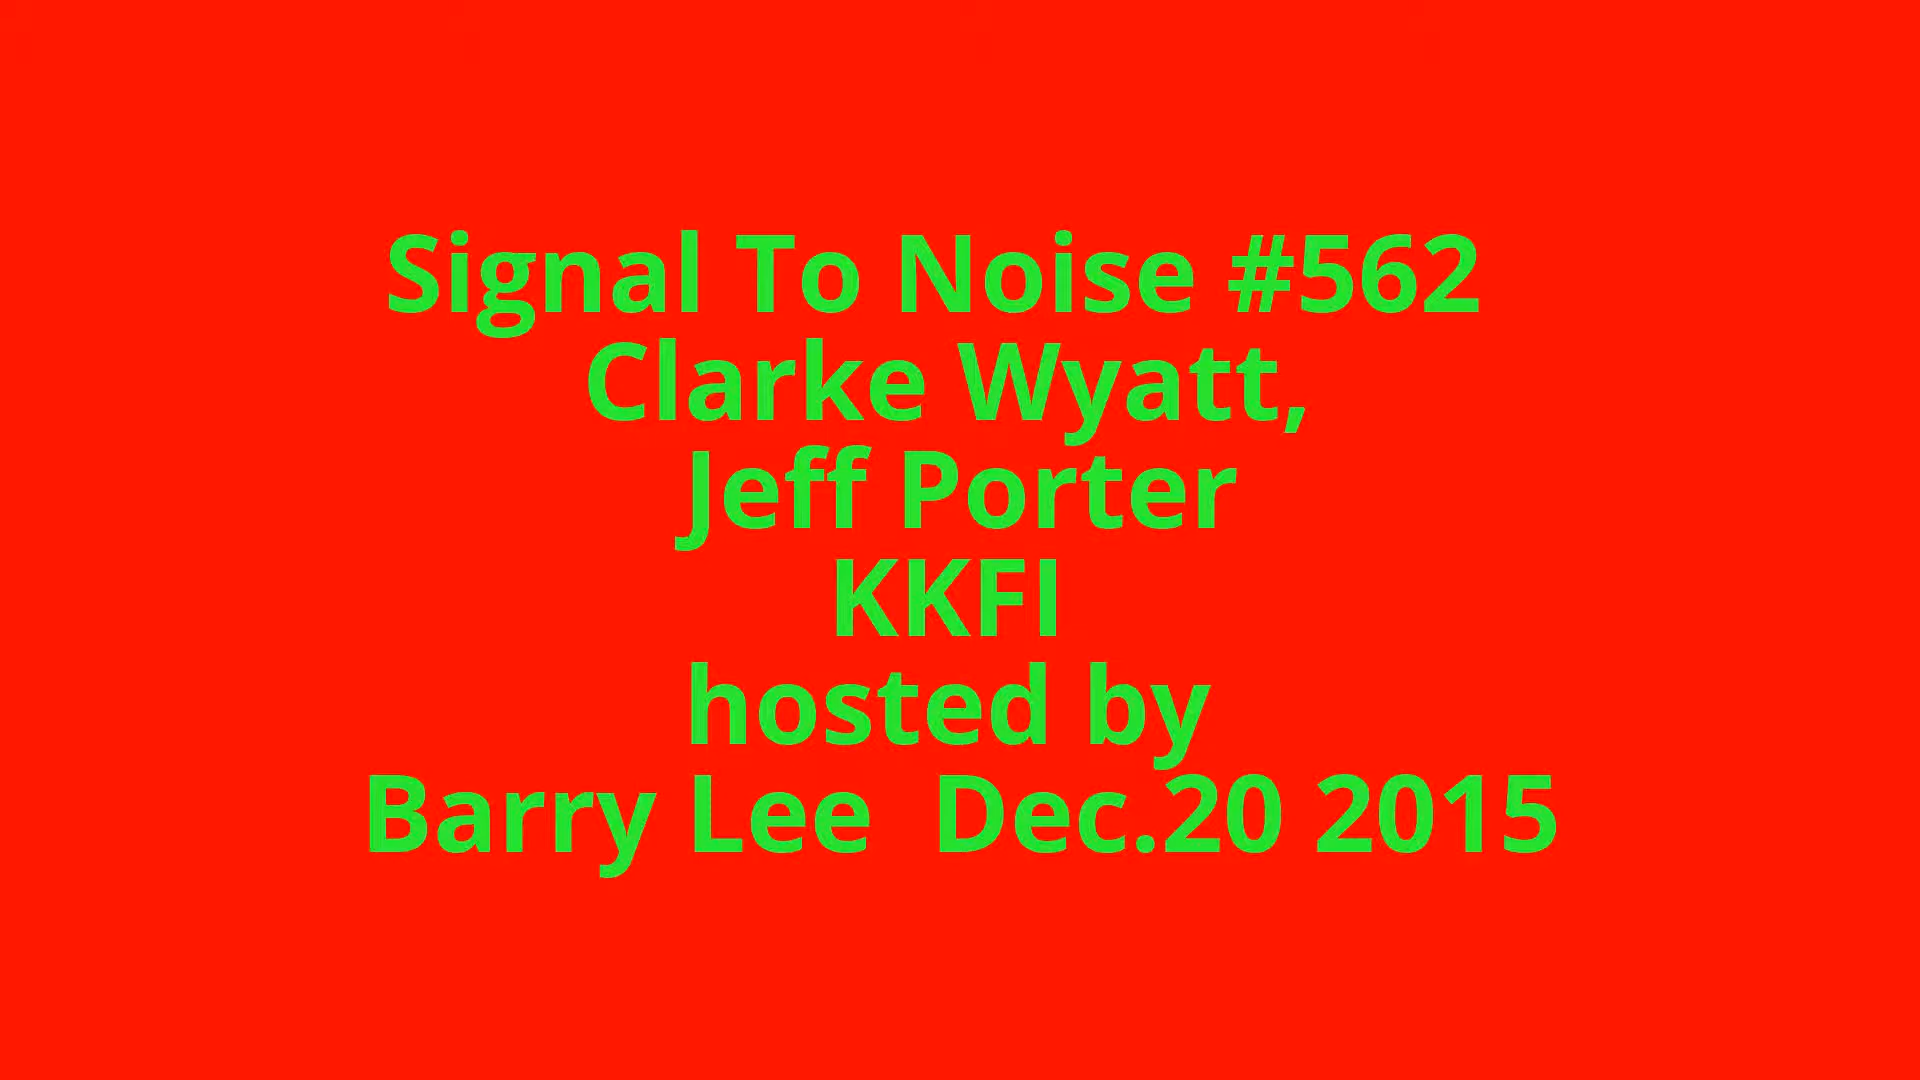 Signal To Noise #562
Clarke Wyatt,
Jeff Porter
KKFI
hosted by
Barry Lee  Dec.20 2015